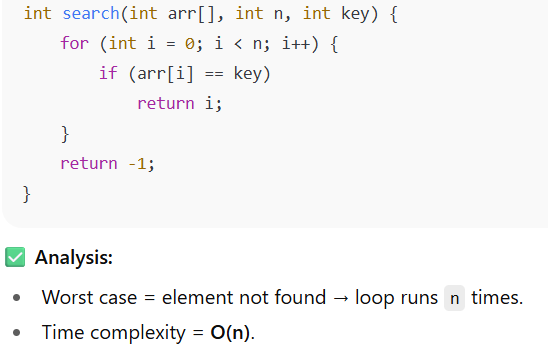 int search(int arr[], int n, int key) {
    for (int i = 0; i < n; i++) {
        if (arr[i] == key)
            return i;
    }
    return -1;
}
✅ Analysis:
• Worst case = element not found → loop runs n times.
• Time complexity = O(n).